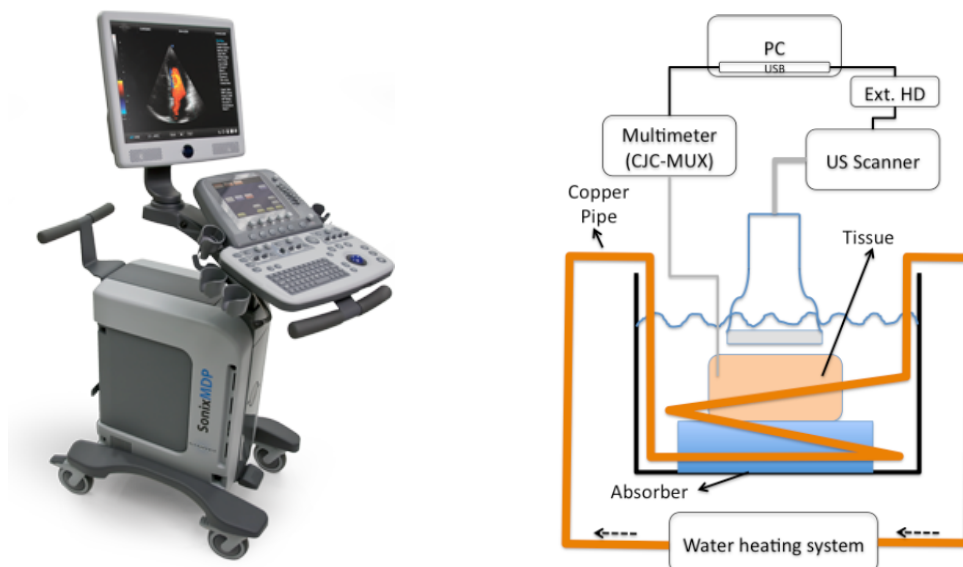 SonixMDP
PC
USB
Ext. HD
Multimeter
(CJC-MUX)
US Scanner
Copper
Pipe
Tissue
Absorber
Water heating system